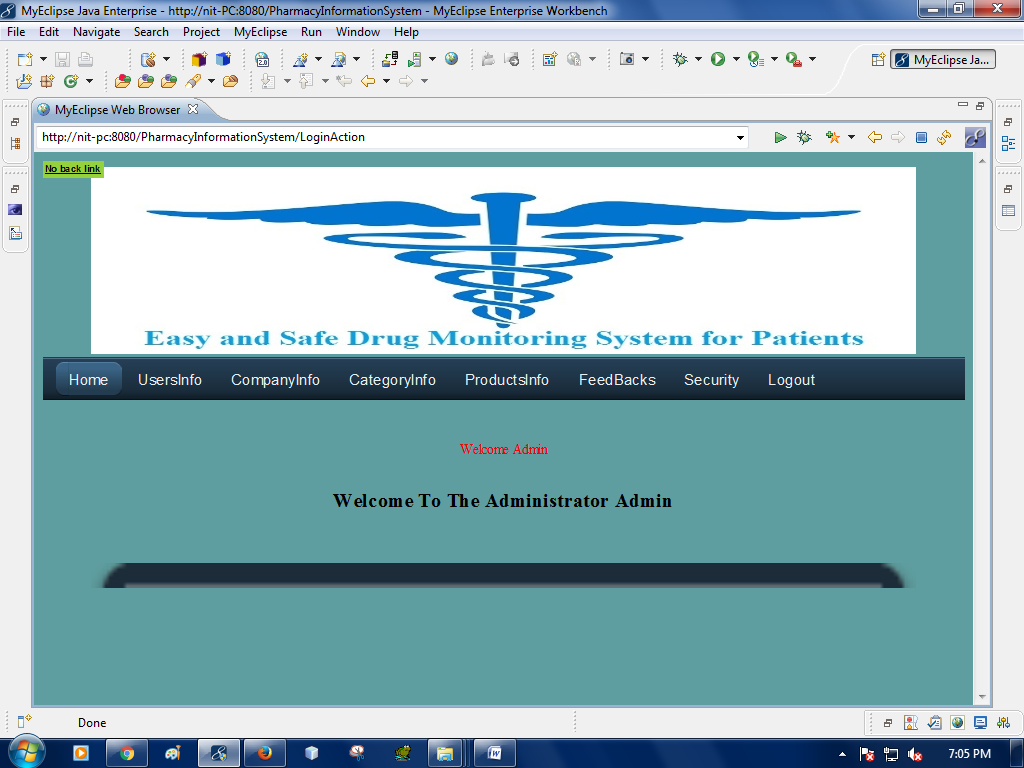 MyEclipse Java Enterprise - http://nit-PC:8080/PharmacyInformationSystem - MyEclipse Enterprise Workbench
File Edit Navigate Search Project MyEclipse Run Window Help
2.0
MyEclipse Ja...
MyEclipse Web Browser
http://nit-pc:8080/PharmacyInformationSystem/LoginAction
No back link
Easy and Safe Drug Monitoring System for Patients
Home UsersInfo CompanyInfo CategoryInfo ProductsInfo FeedBacks Security Logout
Welcome Admin
Welcome To The Administrator Admin
Done
7:05 PM